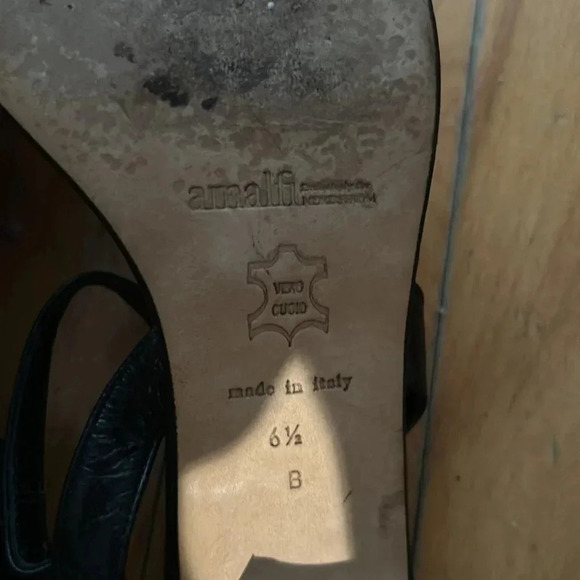 amalfi
VERO
CUOIO
made in italy
6½
B